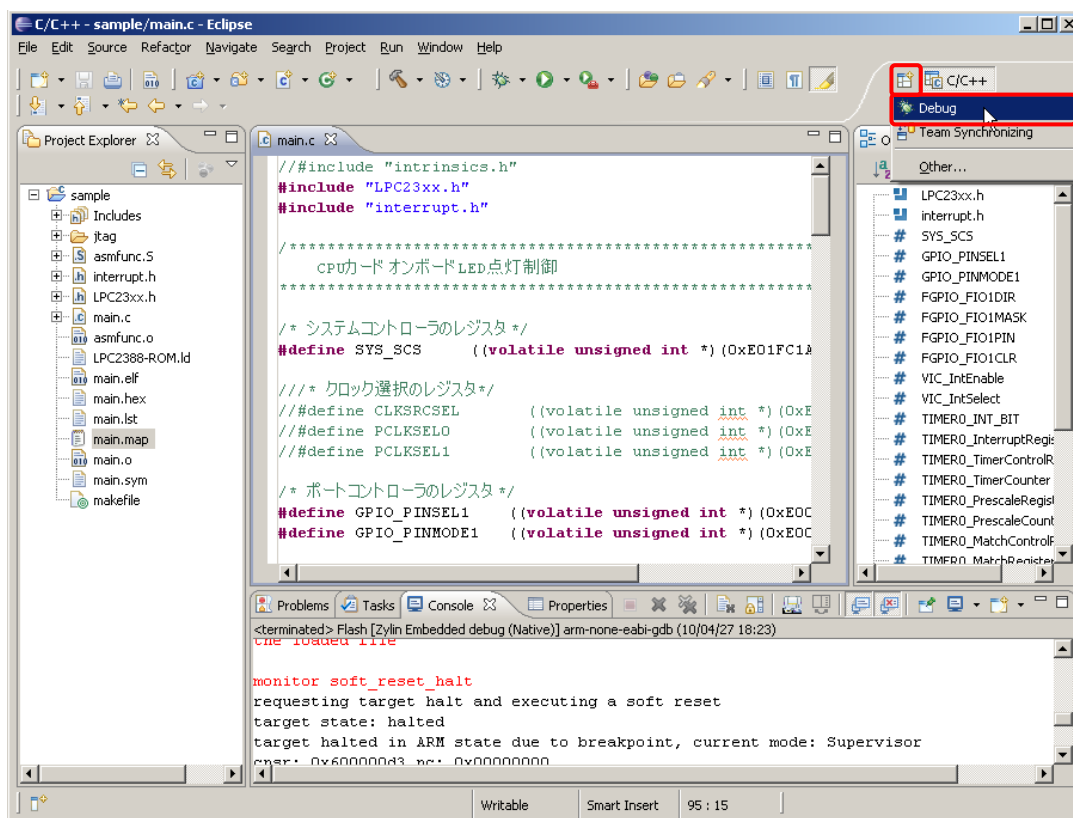 C/C++ - sample/main.c - Eclipse
File Edit Source Refactor Navigate Search Project Run Window Help
C/C++
Debug
Team Synchronizing
Other...
Project Explorer
sample
Includes
jtag
asmfunc.S
interrupt.h
LPC23xx.h
main.c
asmfunc.o
LPC2388-ROM.ld
main.elf
main.hex
main.lst
main.map
main.o
main.sym
makefile
main.c
//#include "intrinsics.h"
#include "LPC23xx.h"
#include "interrupt.h"
/*******************************************************
CPUカード オンボードLED点灯制御
*******************************************************
/* システムコントローラのレジスタ */
#define SYS_SCS ((volatile unsigned int *)(0xE01FC1A
///* クロック選択のレジスタ*/
//#define CLKSRCSEL ((volatile unsigned int *)(0xE
//#define PCLKSEL0 ((volatile unsigned int *)(0xE
//#define PCLKSEL1 ((volatile unsigned int *)(0xE
/* ポートコントローラのレジスタ */
#define GPIO_PINSEL1 ((volatile unsigned int *)(0xE00
#define GPIO_PINMODE1 ((volatile unsigned int *)(0xE00
O
LPC23xx.h
interrupt.h
SYS_SCS
GPIO_PINSEL1
GPIO_PINMODE1
FGPIO_FIO1DIR
FGPIO_FIO1MASK
FGPIO_FIO1PIN
FGPIO_FIO1CLR
VIC_IntEnable
VIC_IntSelect
TIMER0_INT_BIT
TIMER0_InterruptRegis
TIMER0_TimerControlR
TIMER0_TimerCounter
TIMER0_PrescaleRegist
TIMER0_PrescaleCount
TIMER0_MatchControlR
TIMER0_MatchRegister
Problems Tasks Console Properties
<terminated> Flash [Zylin Embedded debug (Native)] arm-none-eabi-gdb (10/04/27 18:23)
the loaded file
monitor soft_reset_halt
requesting target halt and executing a soft reset
target state: halted
target halted in ARM state due to breakpoint, current mode: Supervisor
cpsr: 0x600000d3 pc: 0x00000000
Writable Smart Insert 95 : 15